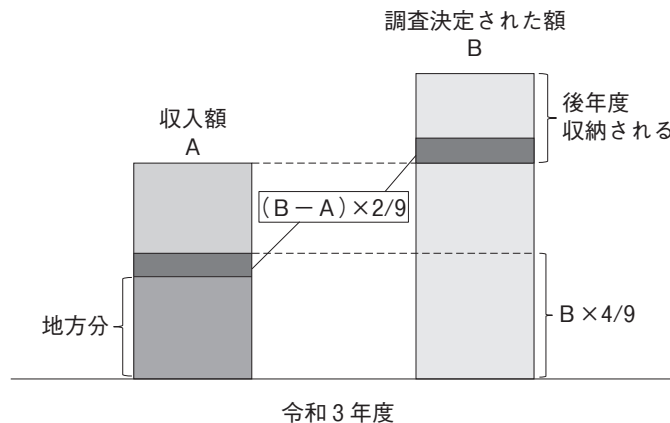 調査決定された額
B
収入額
A
後年度
収納される
(B－A)×2/9
地方分
B×4/9
令和3年度